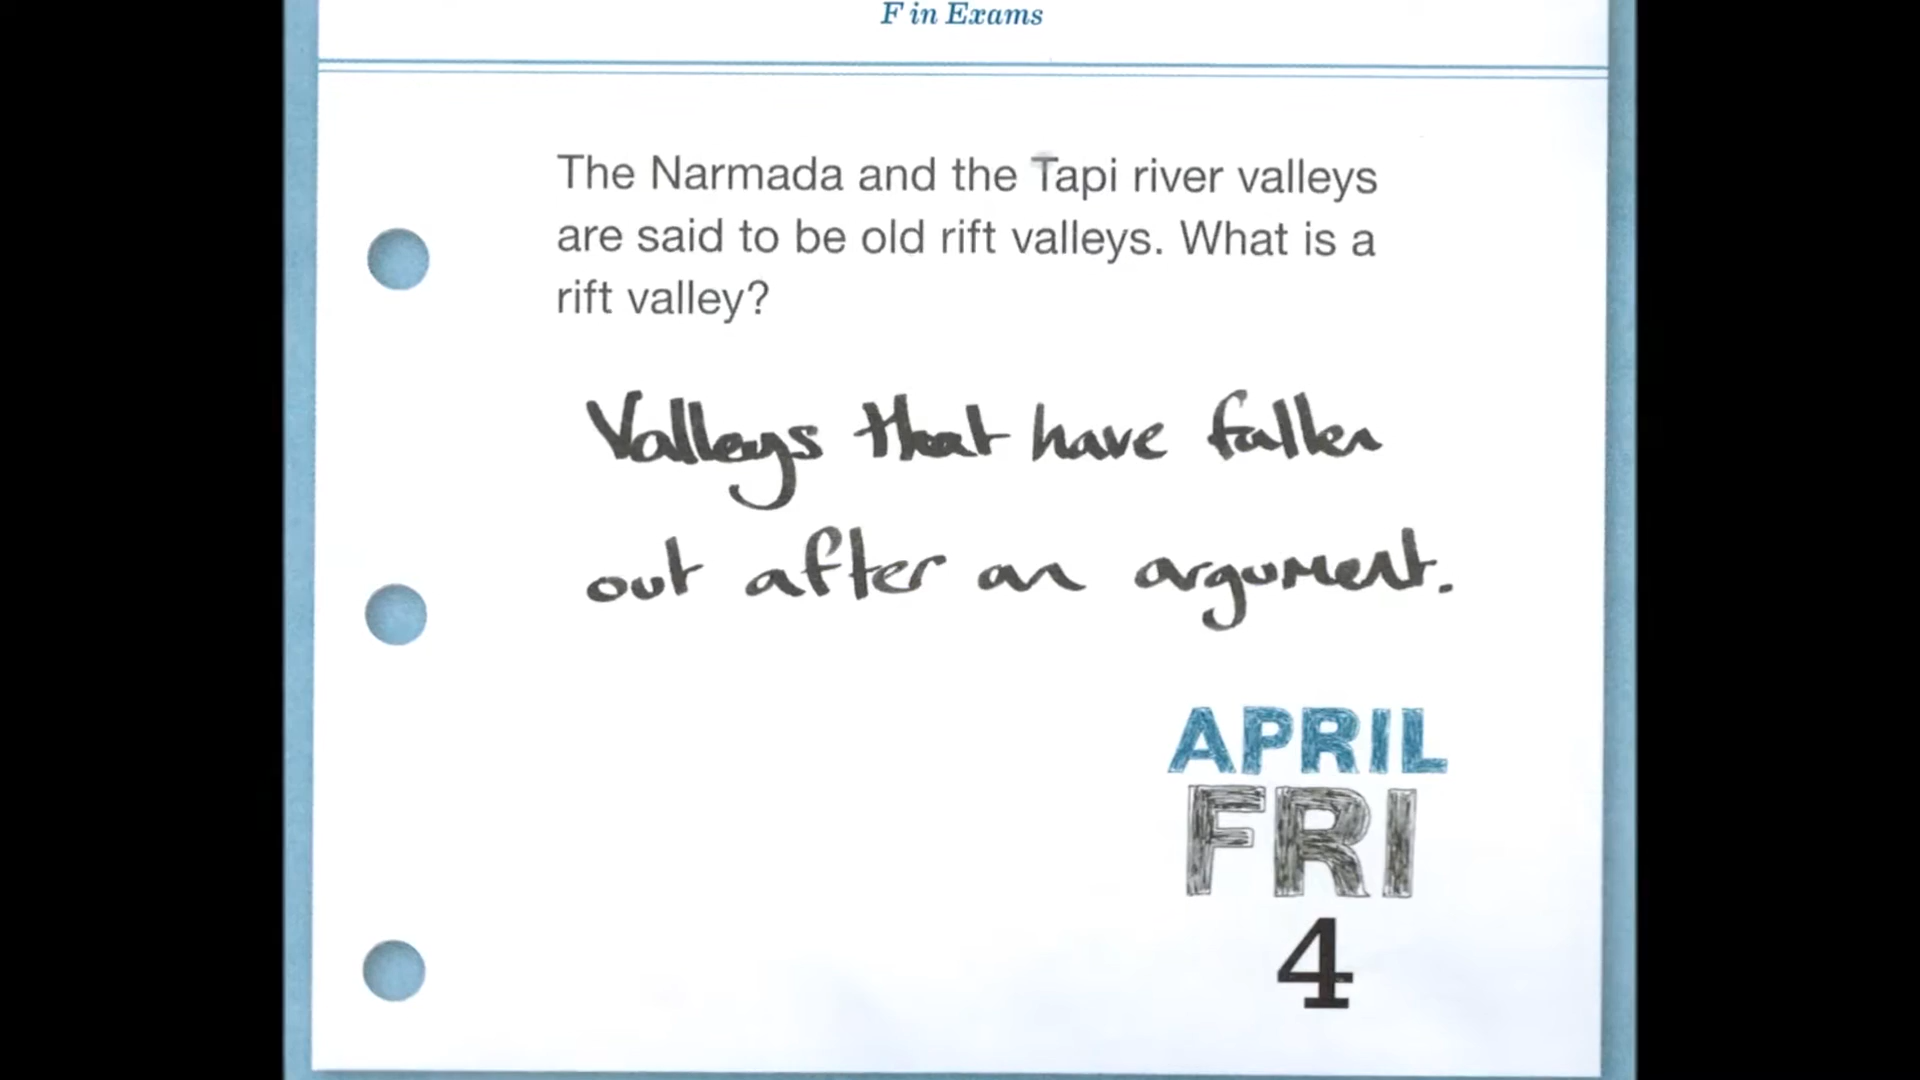 F in Exams
The Narmada and the Tapi river valleys
are said to be old rift valleys. What is a
rift valley?
Valleys that have fallen
out after an argument.
APRIL
FRI
4